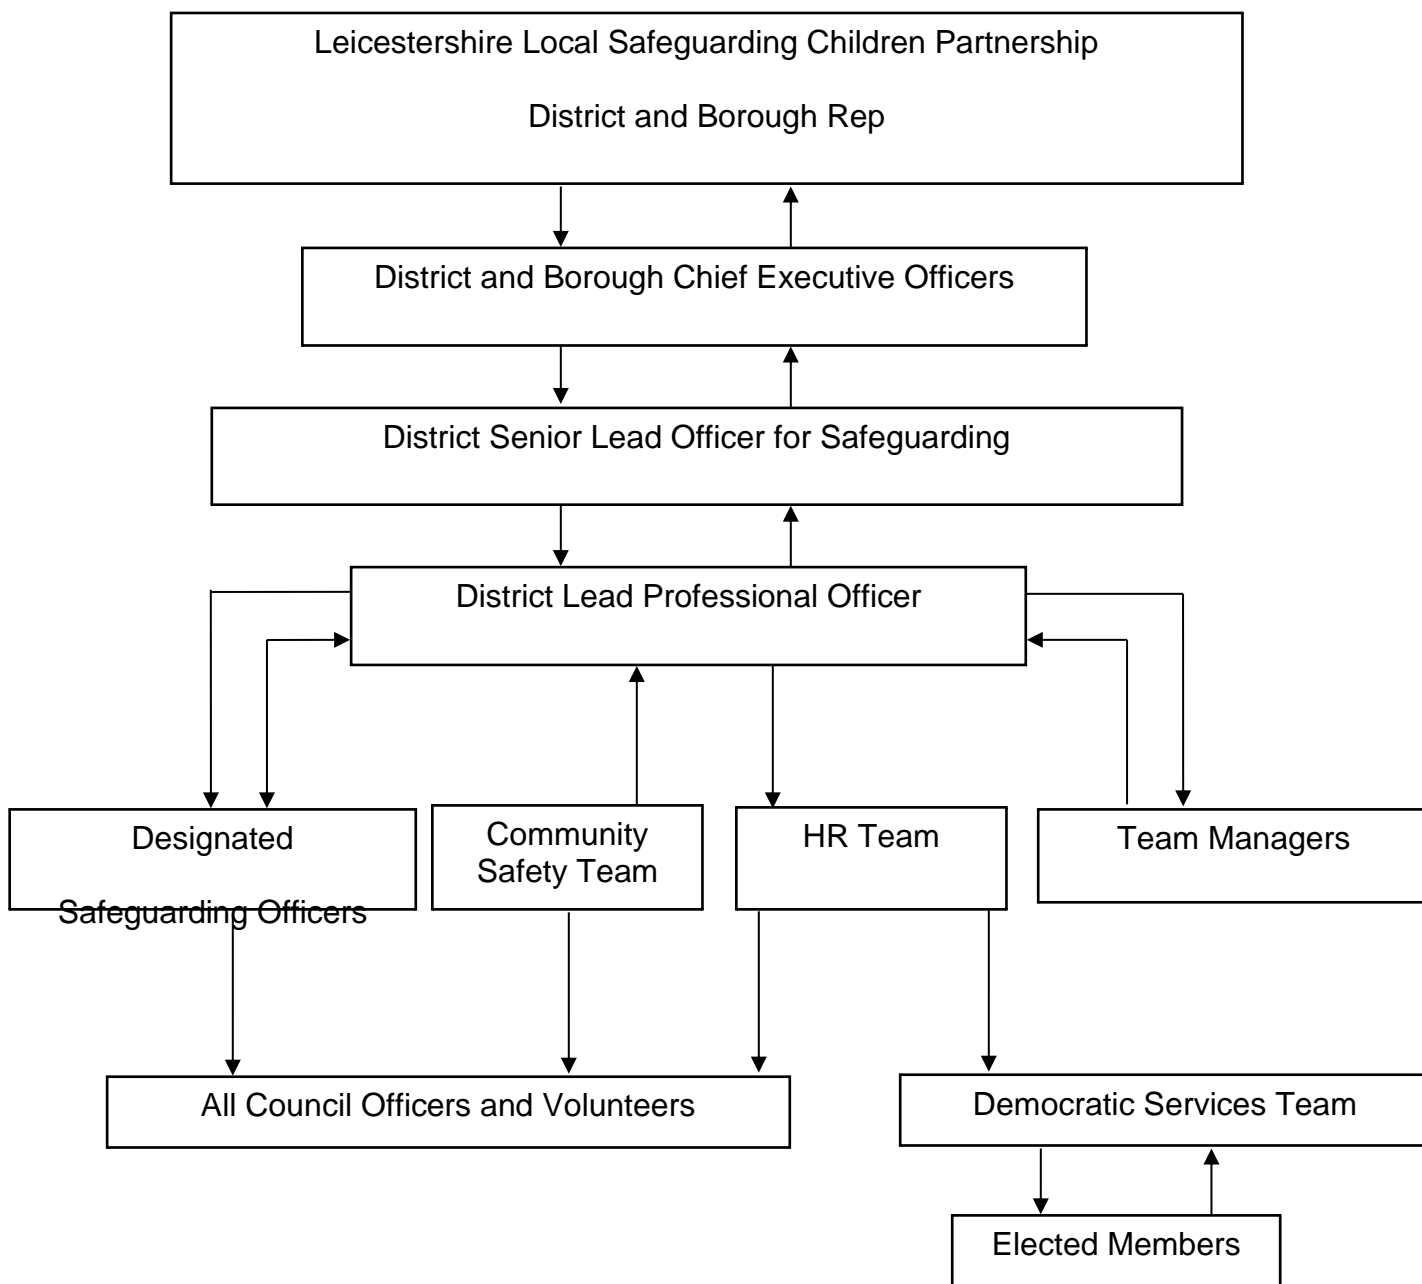 Leicestershire Local Safeguarding Children Partnership
District and Borough Rep
District and Borough Chief Executive Officers
District Senior Lead Officer for Safeguarding
District Lead Professional Officer
Designated
Safeguarding Officers
Community
Safety Team
HR Team
Team Managers
All Council Officers and Volunteers
Democratic Services Team
Elected Members